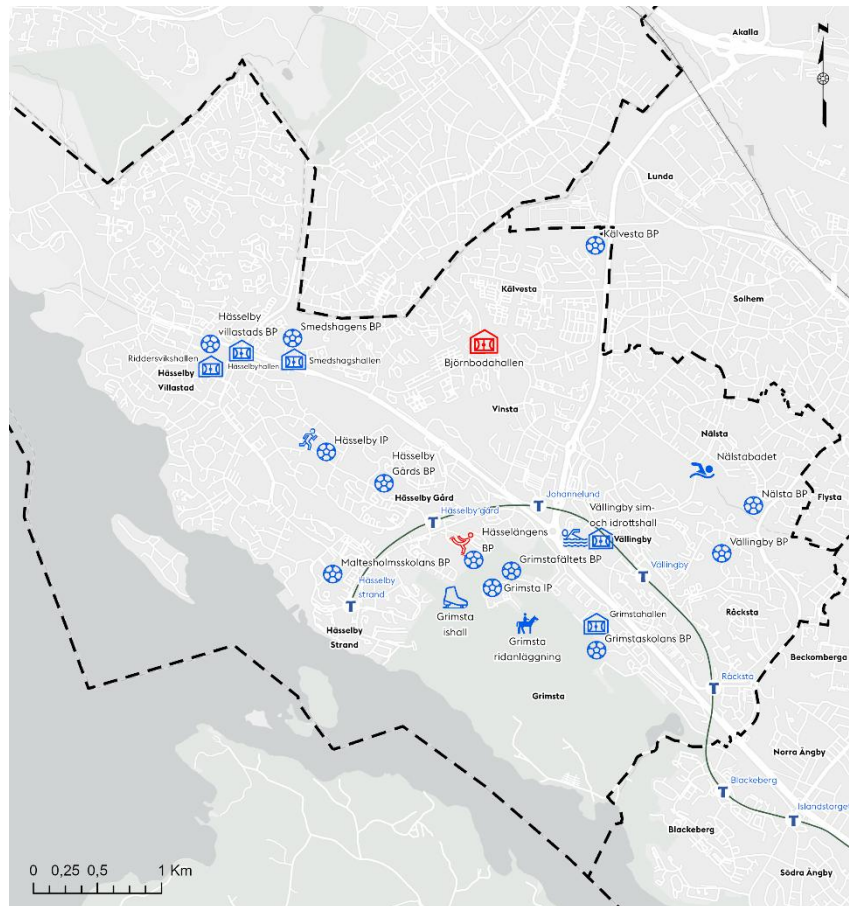 Akalla
N
Lunda
Kälvesta BP
Kälvesta
Solhem
Hässelby
villastads BP
Smedshagens BP
Riddersvikshallen
Hässelbyhallen
Smedshagshallen
Hässelby
Villastad
Björnbodahallen
Vinsta
Nälsta
Nälstabadet
Hässelby IP
Hässelby
Gårds BP
Hässelby Gård
Nälsta BP
Flysta
Johannelund
Hässelby gård
Vällingby sim-
och idrottshall
Vällingby
Hässelängens
BP
Vällingby BP
Grimstafältets BP
Maltesholmsskolans BP
Vällingby
Hässelby
strand
Grimsta IP
Grimsta
ishall
Grimstahallen
Råcksta
Hässelby
Strand
Grimsta
ridanläggning
Grimstaskolans BP
Beckomberga
Råcksta
Grimsta
Norra Ängby
Blackeberg
Islandstorget
Blackeberg
Södra Ängby
0 0,25 0,5 1 Km
T
T
T
T
T
T
T